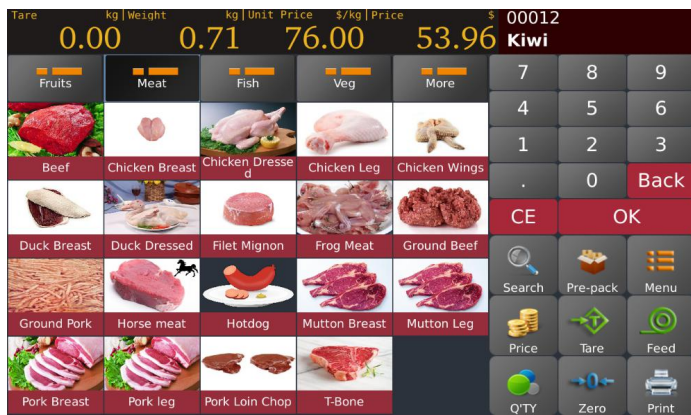 Tare kg|Weight kg|Unit Price $/kg|Price $
0.00 0.71 76.00 53.96
00012
Kiwi
Fruits Meat Fish Veg More
7 8 9
4 5 6
1 2 3
. 0 Back
CE OK
Beef Chicken Breast Chicken Dresse
d Chicken Leg Chicken Wings
Duck Breast Duck Dressed Filet Mignon Frog Meat Ground Beef
Ground Pork Horse meat Hotdog Mutton Breast Mutton Leg
Pork Breast Pork leg Pork Loin Chop T-Bone
Search Pre-pack Menu
Price Tare Feed
Q'TY Zero Print